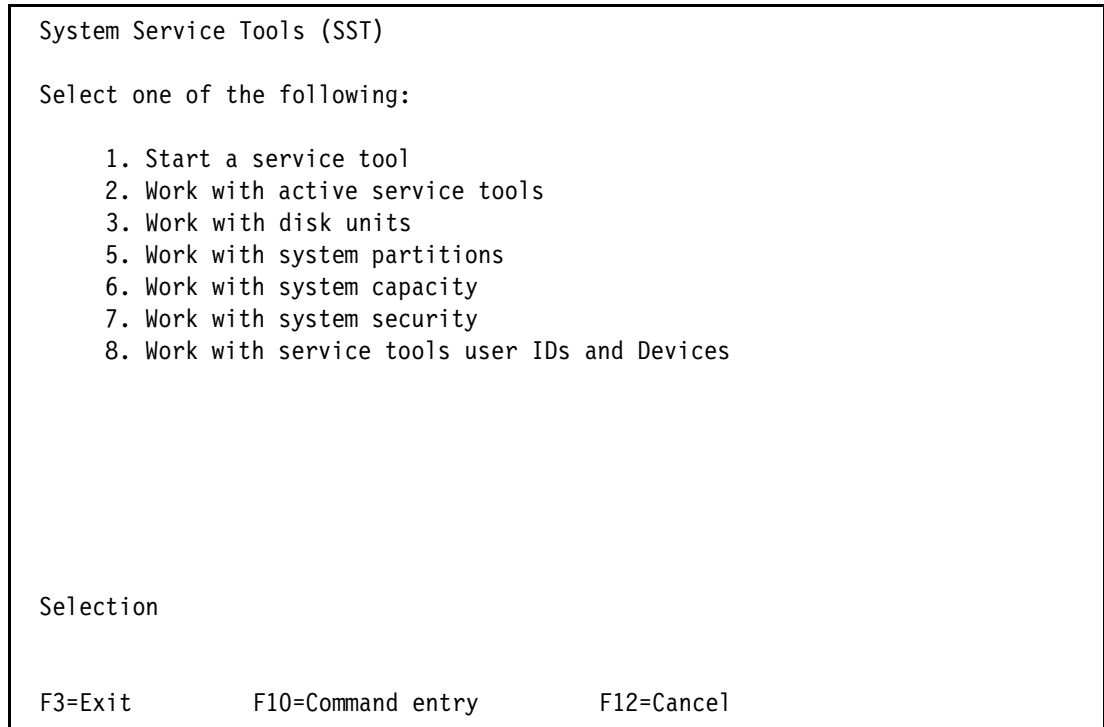 System Service Tools (SST)
Select one of the following:
1. Start a service tool
2. Work with active service tools
3. Work with disk units
5. Work with system partitions
6. Work with system capacity
7. Work with system security
8. Work with service tools user IDs and Devices
Selection
F3=Exit F10=Command entry F12=Cancel